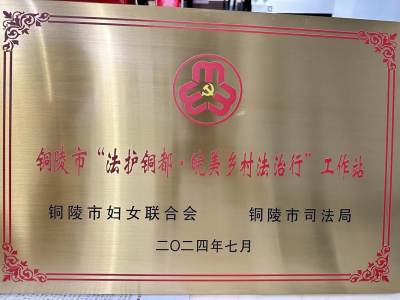 铜陵市“法护铜都·皖美乡村法治行”工作站
铜陵市妇女联合会 铜陵市司法局
二〇二四年七月